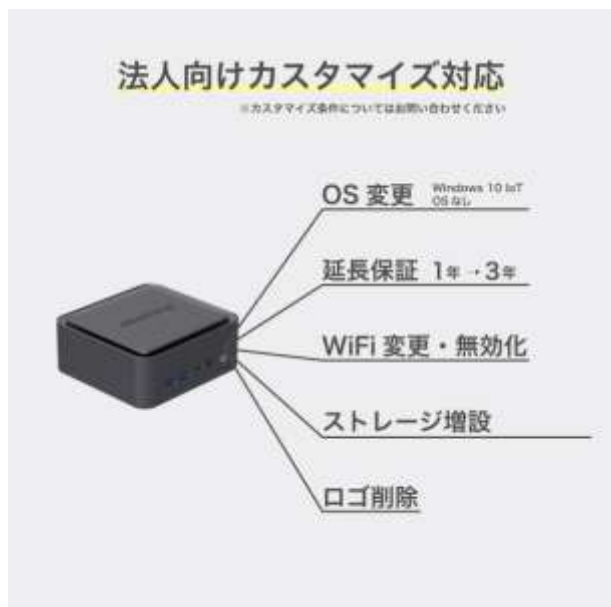 法人向けカスタマイズ対応
※カスタマイズ条件についてはお問い合わせください
OS 変更 Windows 10 IoT
OS なし
延長保証 1年→3年
WiFi 変更・無効化
ストレージ増設
ロゴ削除